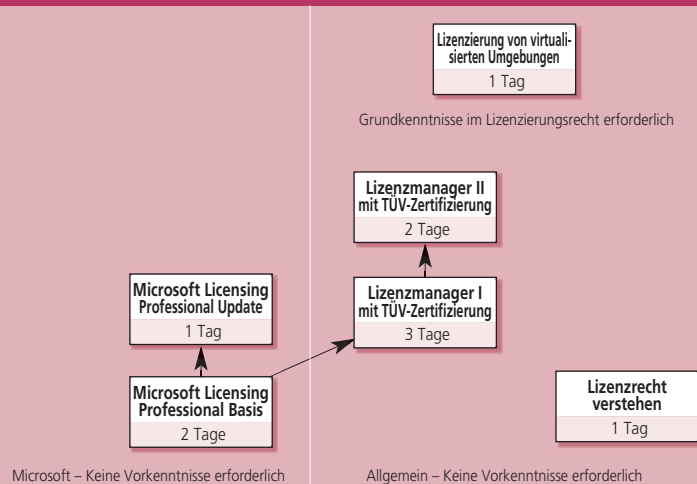 Lizenzierung von virtuali-
sierten Umgebungen
1 Tag
Grundkenntnisse im Lizenzierungsrecht erforderlich
Lizenzmanager II
mit TÜV-Zertifizierung
2 Tage
Microsoft Licensing
Professional Update
1 Tag
Lizenzmanager I
mit TÜV-Zertifizierung
3 Tage
Microsoft Licensing
Professional Basis
2 Tage
Lizenzrecht
verstehen
1 Tag
Microsoft – Keine Vorkenntnisse erforderlich
Allgemein – Keine Vorkenntnisse erforderlich